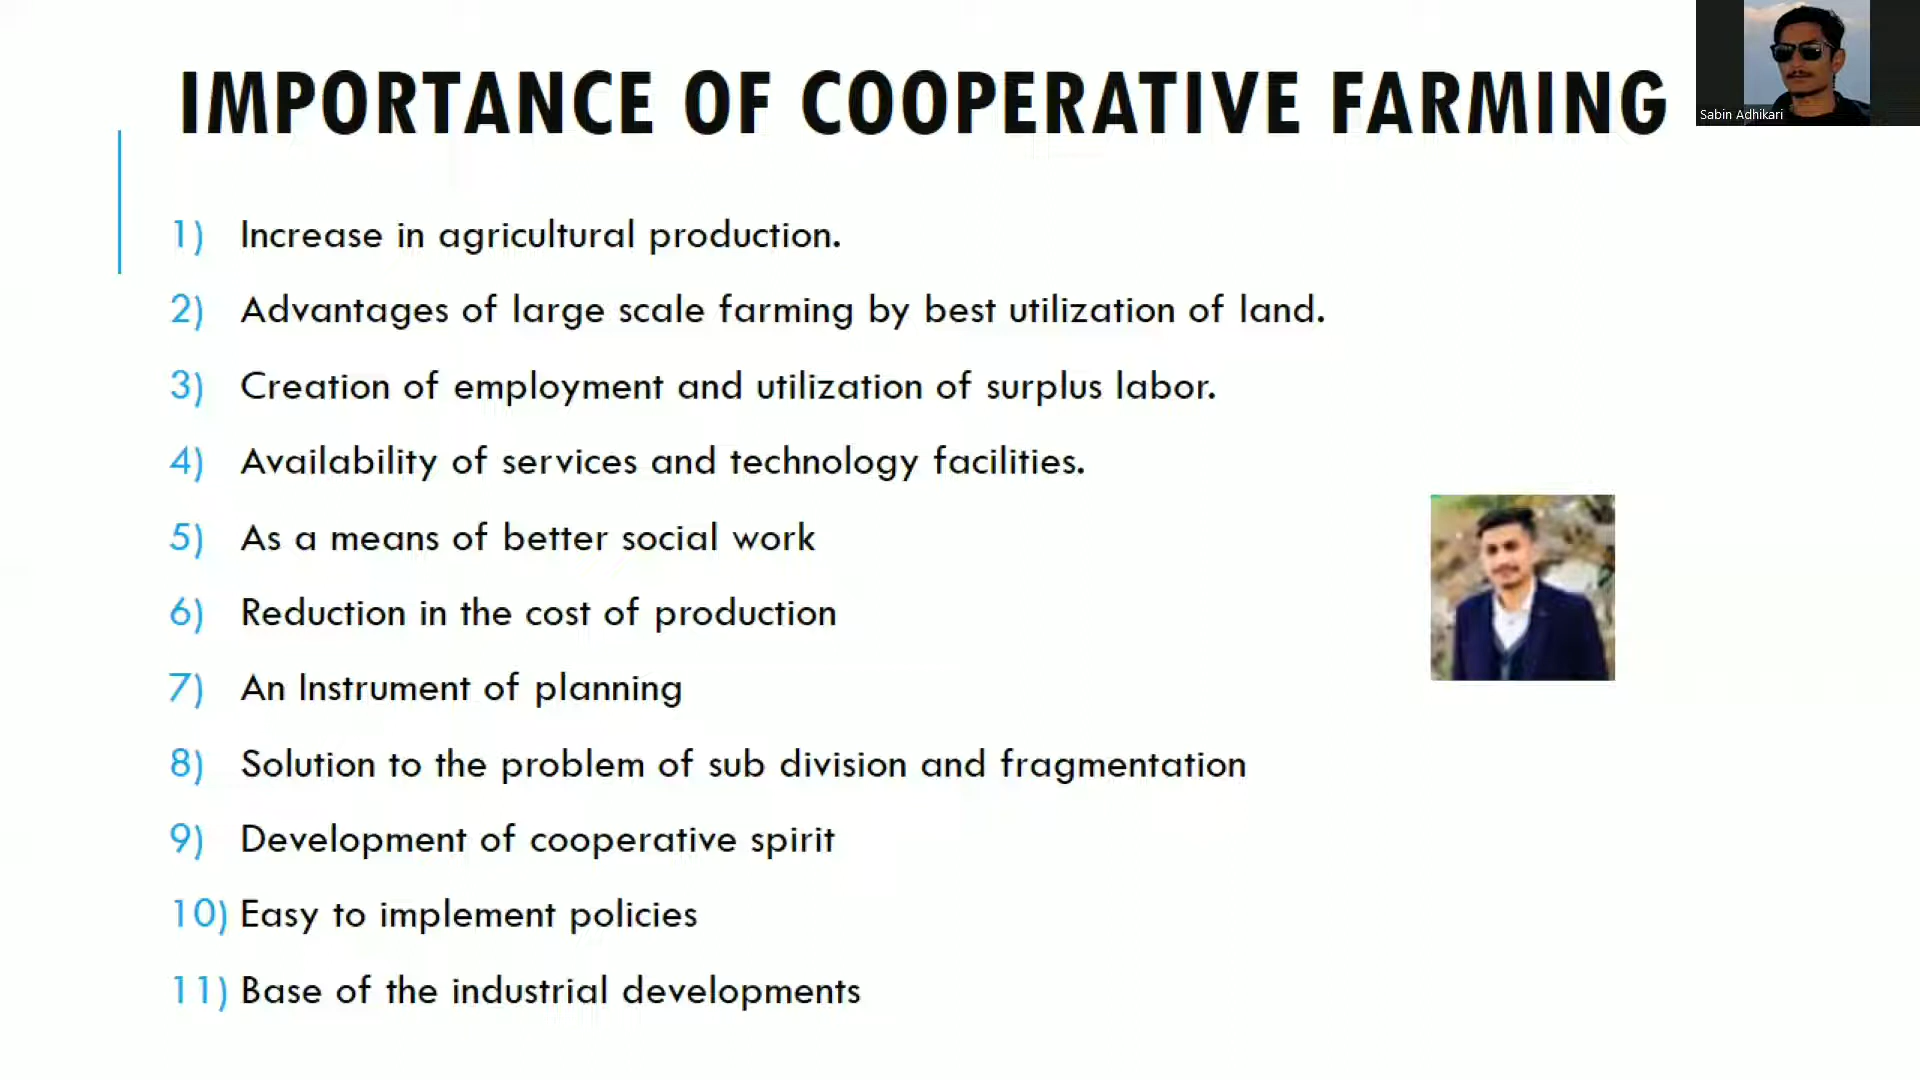 IMPORTANCE OF COOPERATIVE FARMING
Sabin Adhikari
1) Increase in agricultural production.
2) Advantages of large scale farming by best utilization of land.
3) Creation of employment and utilization of surplus labor.
4) Availability of services and technology facilities.
5) As a means of better social work
6) Reduction in the cost of production
7) An Instrument of planning
8) Solution to the problem of sub division and fragmentation
9) Development of cooperative spirit
10) Easy to implement policies
11) Base of the industrial developments